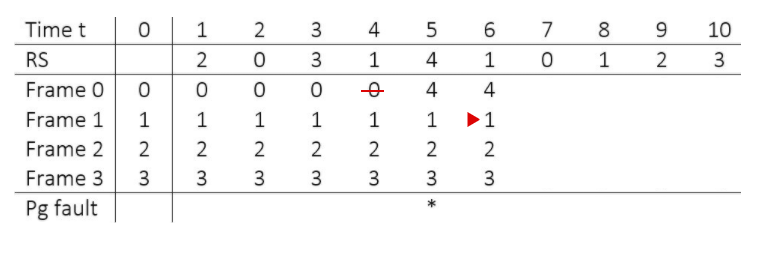 Time t 0 1 2 3 4 5 6 7 8 9 10
RS 2 0 3 1 4 1 0 1 2 3
Frame 0 0 0 0 0 0 4 4
Frame 1 1 1 1 1 1 1 1
Frame 2 2 2 2 2 2 2 2
Frame 3 3 3 3 3 3 3 3
Pg fault *